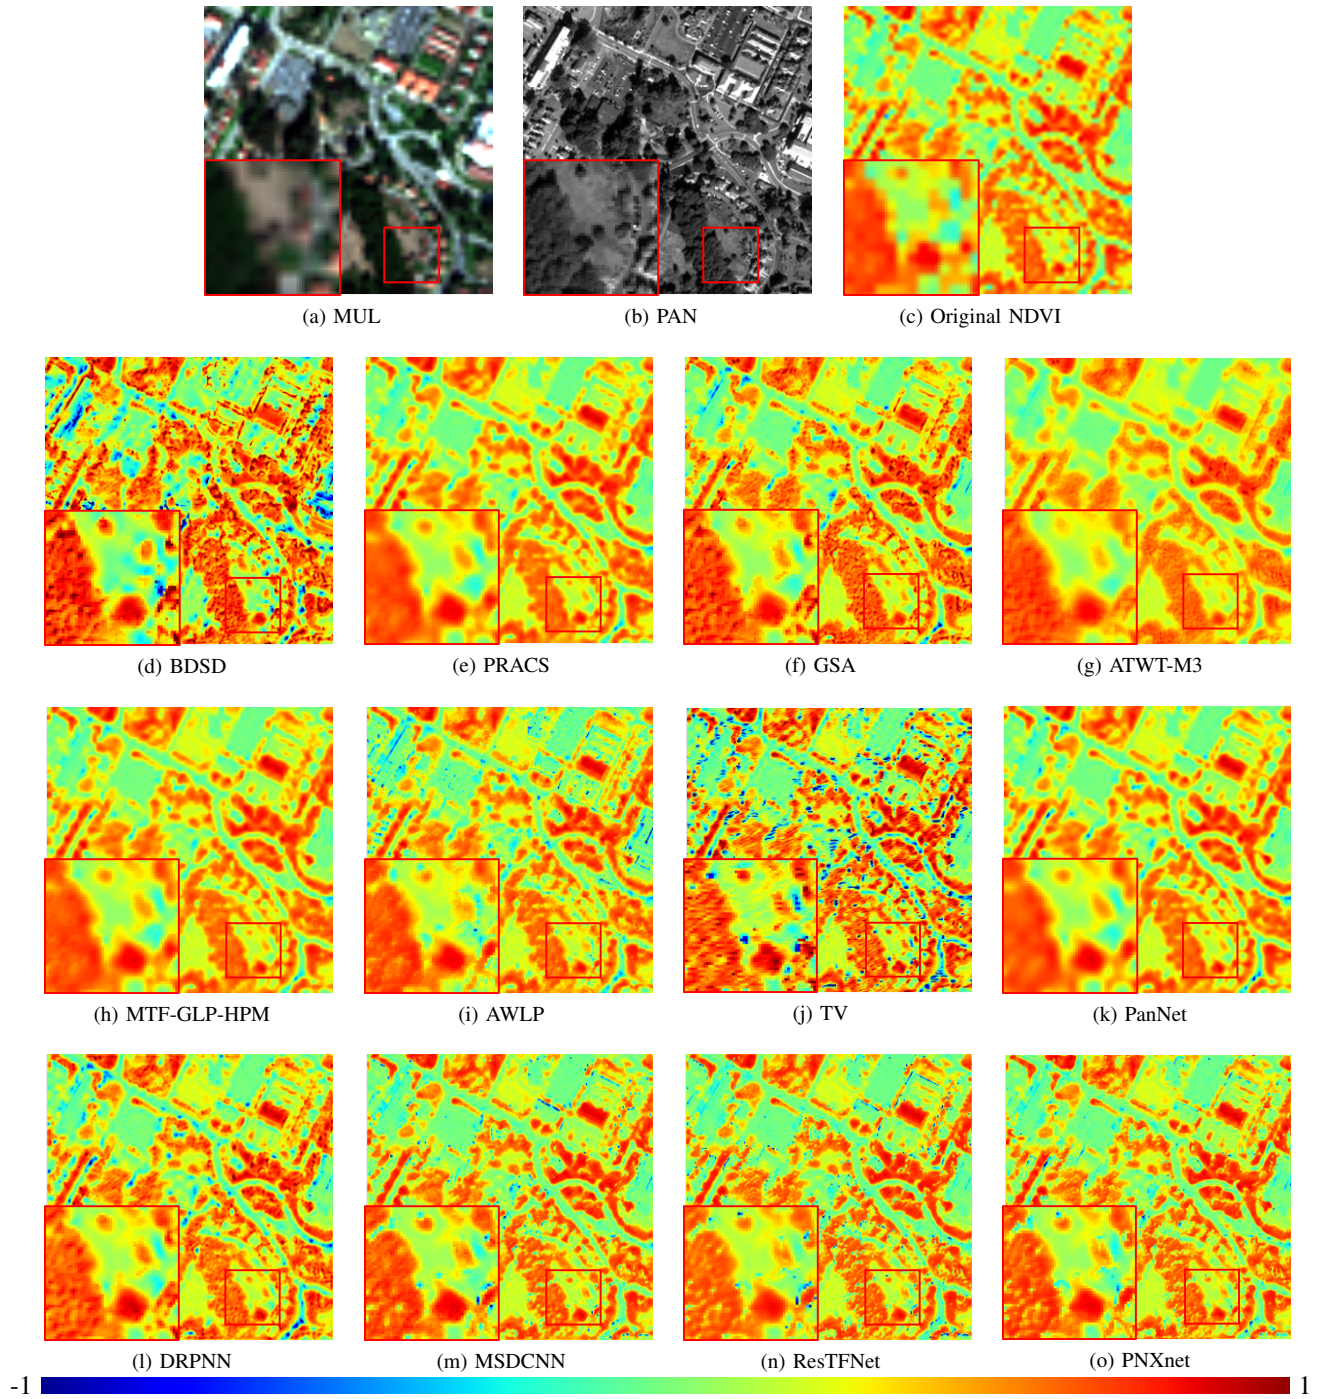 (a) MUL
(b) PAN
(c) Original NDVI
(d) BDSD
(e) PRACS
(f) GSA
(g) ATWT-M3
(h) MTF-GLP-HPM
(i) AWLP
(j) TV
(k) PanNet
(l) DRPNN
(m) MSDCNN
(n) ResTFNet
(o) PNXnet
-1 1